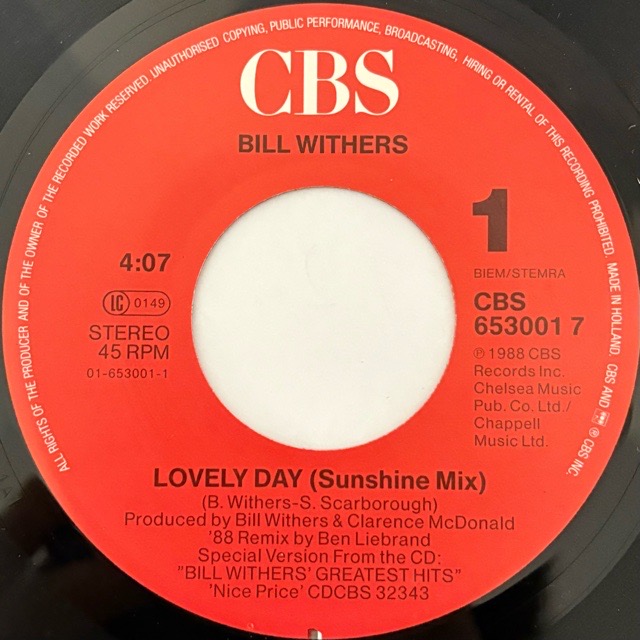 ALL RIGHTS OF THE PRODUCER AND OF THE OWNER OF THE RECORDED WORK RESERVED. UNAUTHORISED COPYING, PUBLIC PERFORMANCE, BROADCASTING, HIRING OR RENTAL OF THIS RECORDING PROHIBITED. MADE IN HOLLAND. CBS AND ® CBS INC.
CBS
BILL WITHERS
1
4:07
BIEM/STEMRA
LC 0149
CBS
653001 7
STEREO
45 RPM
01-653001-1
℗ 1988 CBS
Records Inc.
Chelsea Music
Pub. Co. Ltd./
Chappell
Music Ltd.
LOVELY DAY (Sunshine Mix)
(B. Withers-S. Scarborough)
Produced by Bill Withers & Clarence McDonald
'88 Remix by Ben Liebrand
Special Version From the CD:
"BILL WITHERS' GREATEST HITS"
'Nice Price' CDCBS 32343